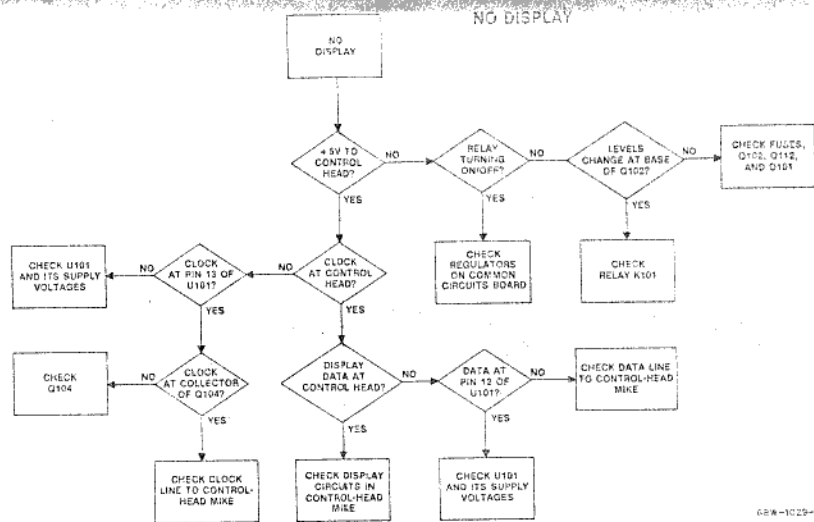 NO DISPLAY
NO
DISPLAY
+5V TO
CONTROL
HEAD?
NO
YES
RELAY
TURNING
ON/OFF?
NO
YES
LEVELS
CHANGE AT BASE
OF Q102?
NO
YES
CHECK FUSES,
Q102, Q112,
AND D101
CHECK
REGULATORS
ON COMMON
CIRCUITS BOARD
CHECK
RELAY K101
CLOCK
AT CONTROL
HEAD?
NO
YES
CLOCK
AT PIN 13 OF
U101?
NO
YES
CHECK U101
AND ITS SUPPLY
VOLTAGES
CLOCK
AT COLLECTOR
OF Q104?
NO
YES
CHECK
Q104
CHECK CLOCK
LINE TO CONTROL-
HEAD MIKE
DISPLAY
DATA AT
CONTROL HEAD?
NO
YES
DATA AT
PIN 12 OF
U101?
NO
YES
CHECK DATA LINE
TO CONTROL-HEAD
MIKE
CHECK DISPLAY
CIRCUITS IN
CONTROL-HEAD
MIKE
CHECK U101
AND ITS SUPPLY
VOLTAGES